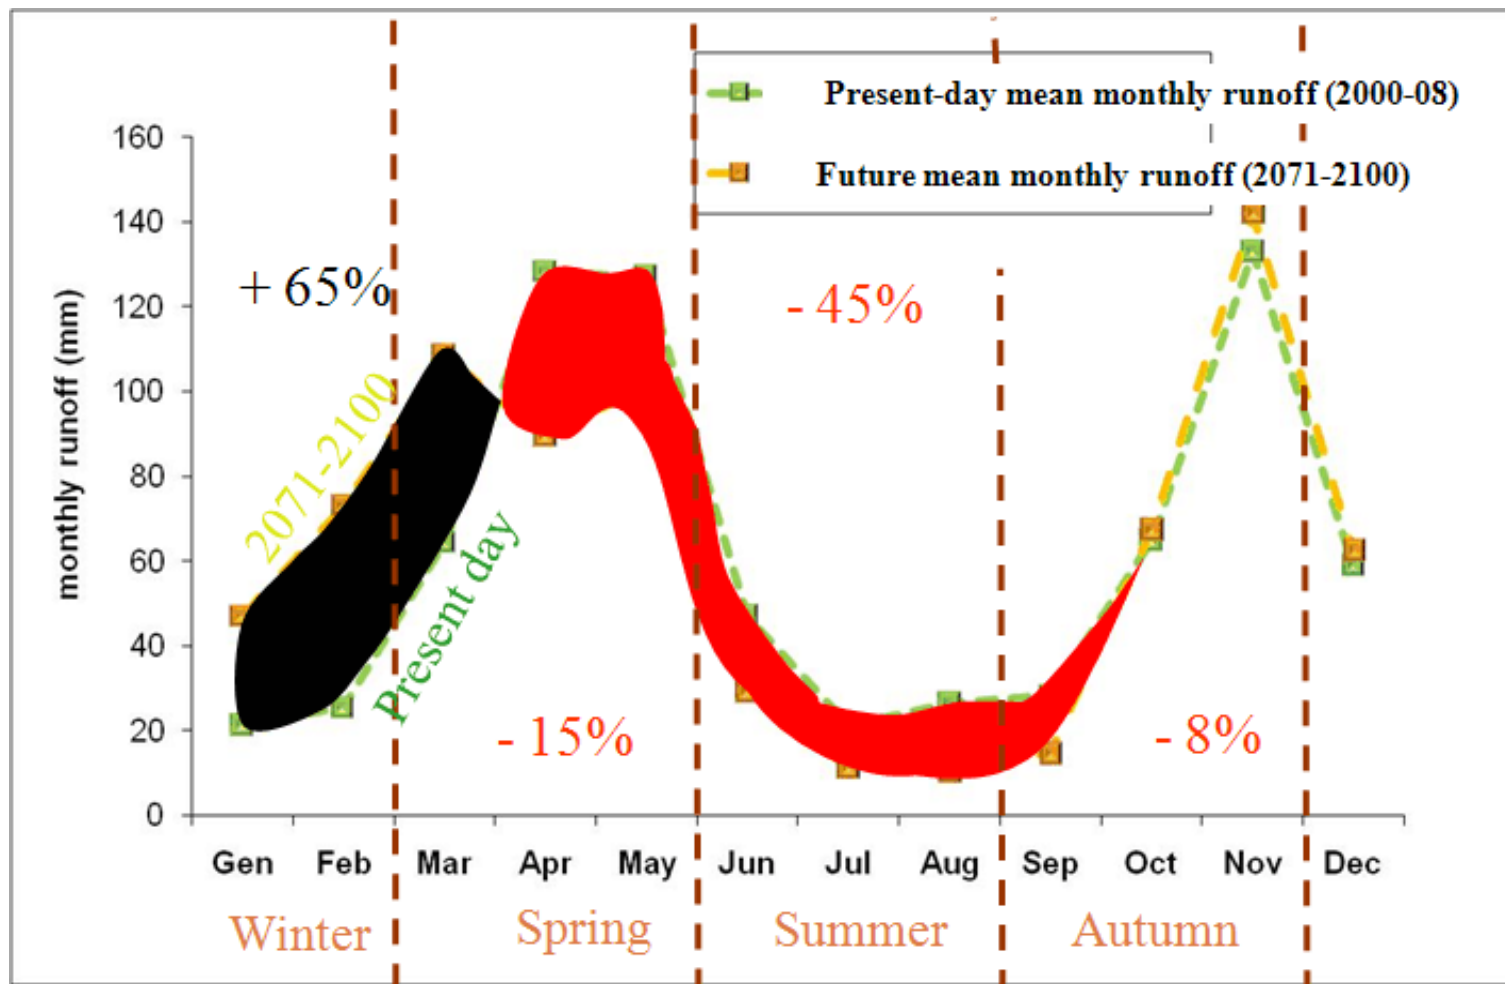 Present-day mean monthly runoff (2000-08)
Future mean monthly runoff (2071-2100)
160
140
120
100
80
60
40
20
0
monthly runoff (mm)
+ 65%
- 45%
2071-2100
Present day
- 15%
- 8%
Gen Feb Mar Apr May Jun Jul Aug Sep Oct Nov Dec
Winter Spring Summer Autumn